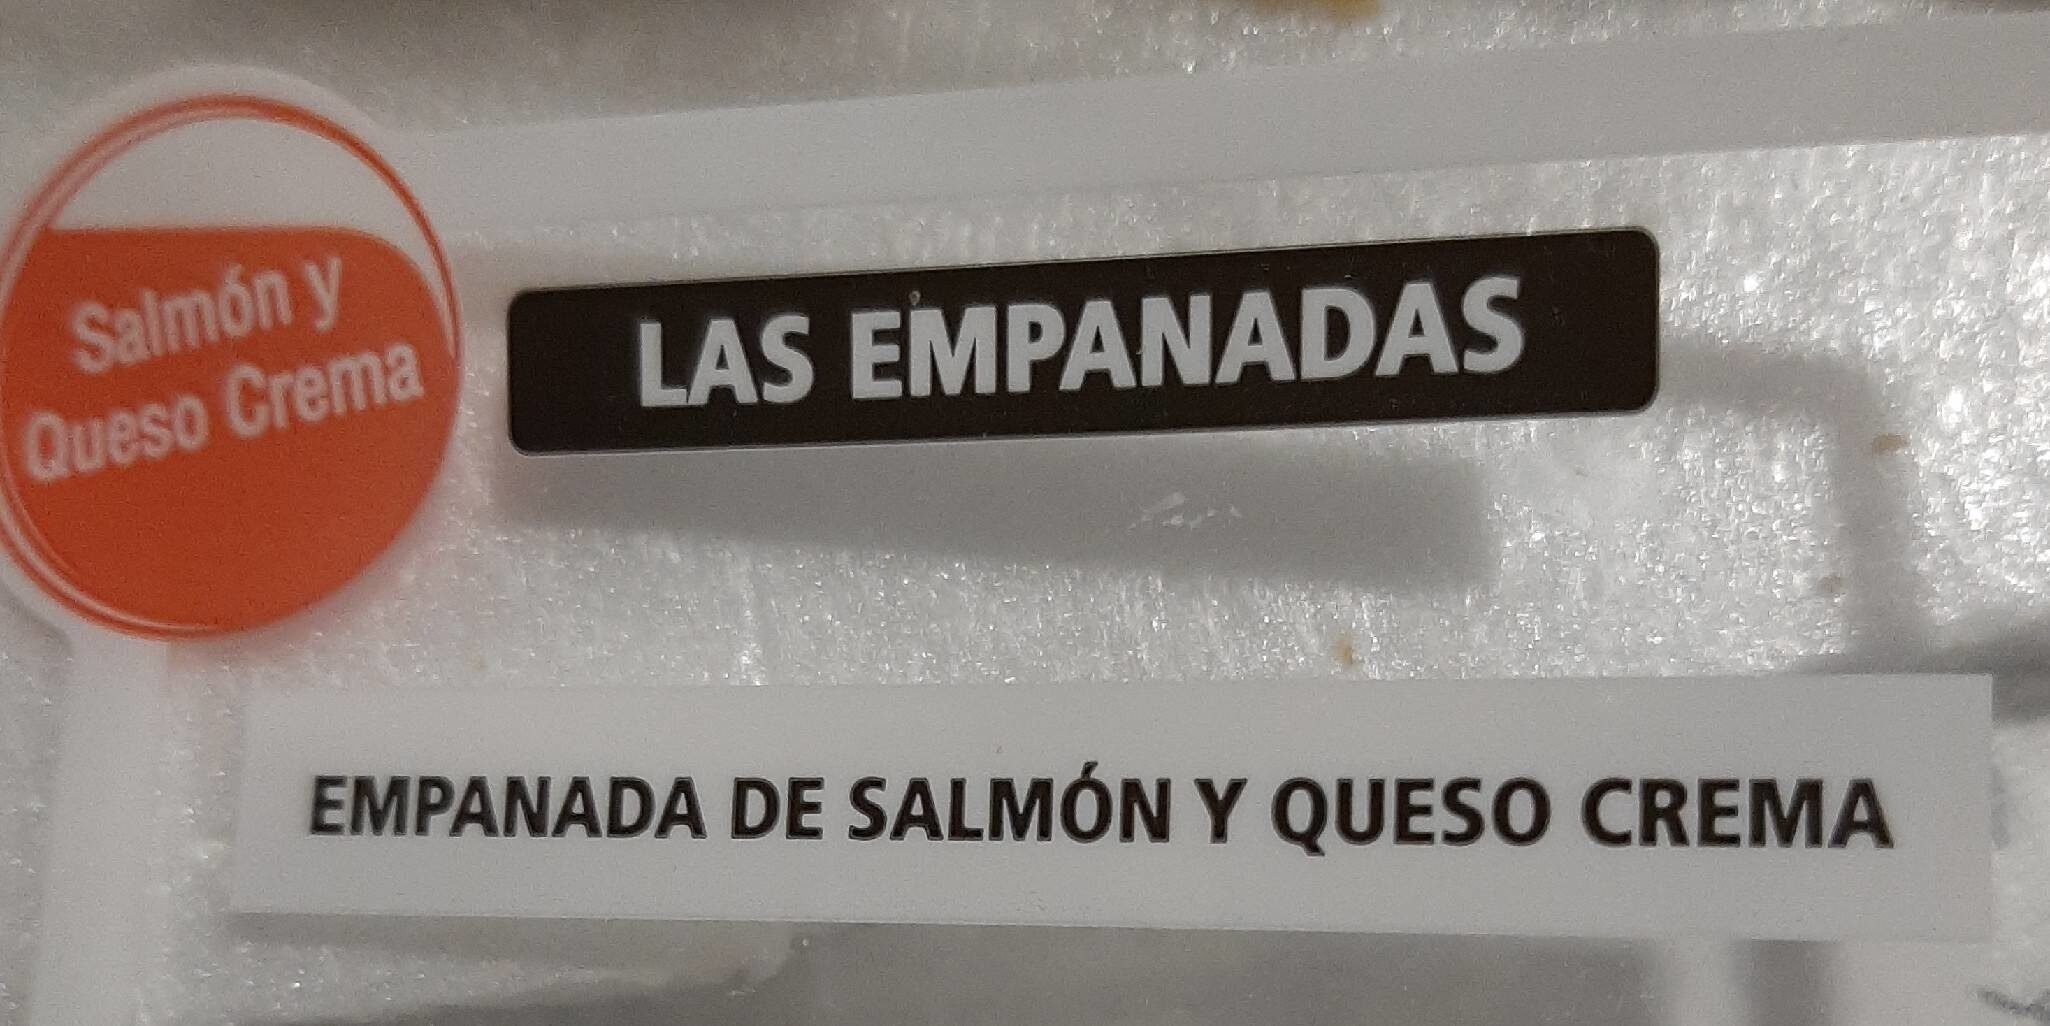 Salmón y
Queso Crema
LAS EMPANADAS
EMPANADA DE SALMÓN Y QUESO CREMA